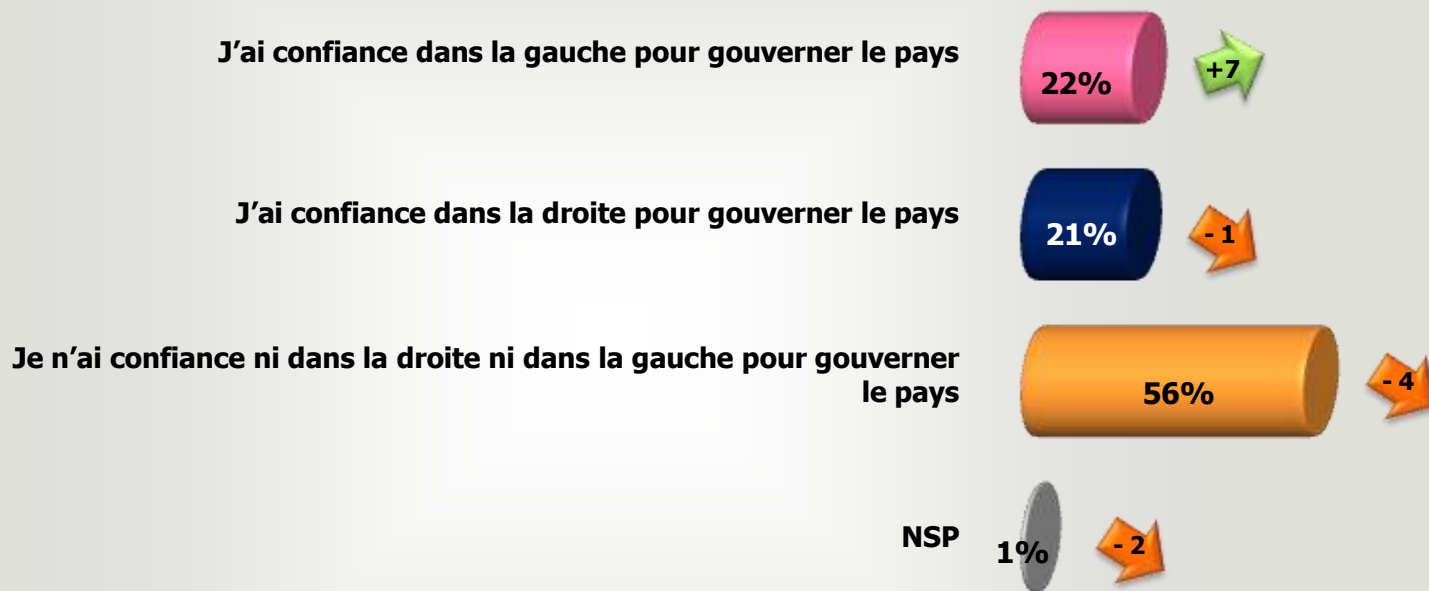 J’ai confiance dans la gauche pour gouverner le pays
22%
+7
J’ai confiance dans la droite pour gouverner le pays
21%
- 1
Je n’ai confiance ni dans la droite ni dans la gauche pour gouverner
le pays
56%
- 4
NSP
1%
- 2